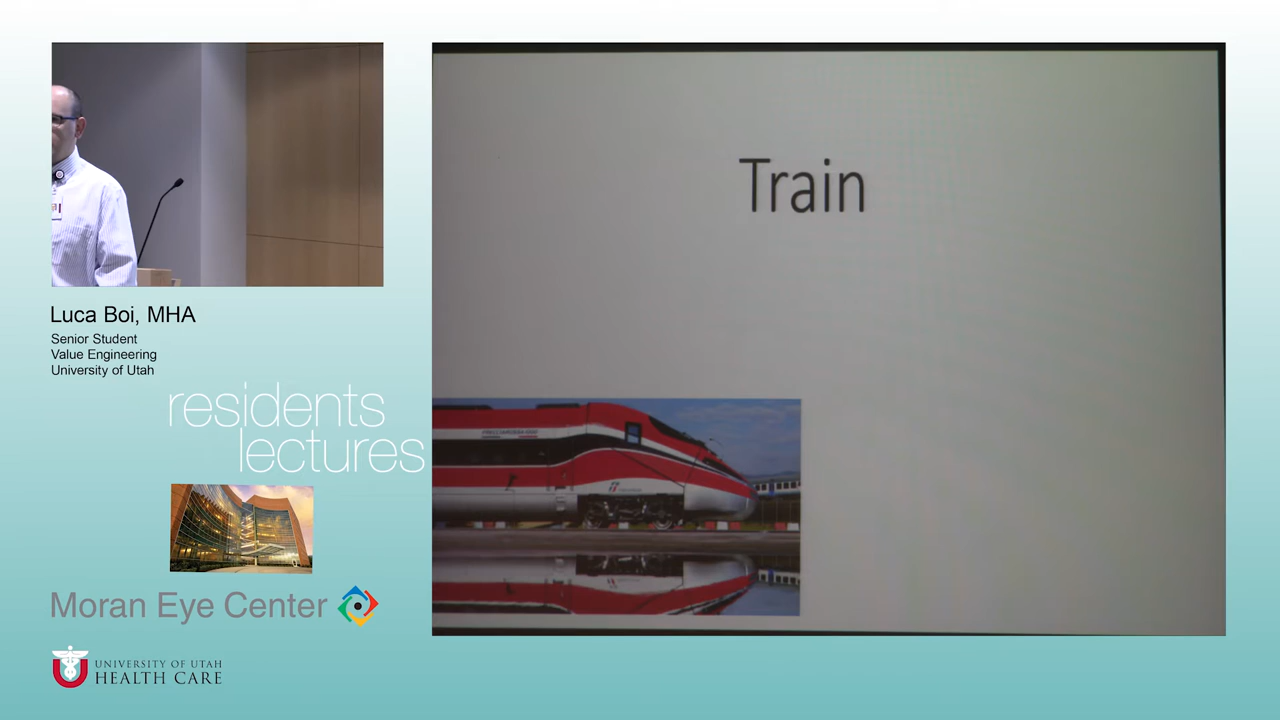 Luca Boi, MHA
Senior Student
Value Engineering
University of Utah
residents
lectures
Moran Eye Center
UNIVERSITY OF UTAH
HEALTH CARE
Train